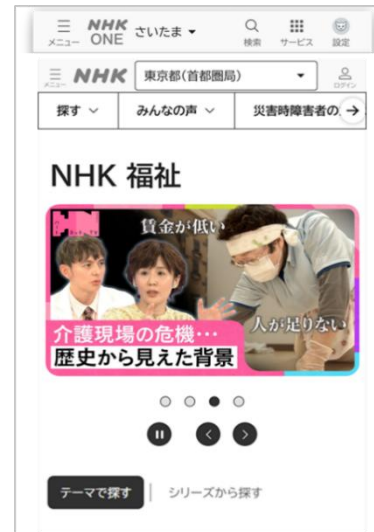 NHK ONE さいたま
メニュー 検索 サービス 設定
NHK 東京都(首都圏局)
メニュー ログイン
探す みんなの声 災害時障害者の
NHK 福祉
賃金が低い
人が足りない
介護現場の危機…
歴史から見えた背景
テーマで探す シリーズから探す